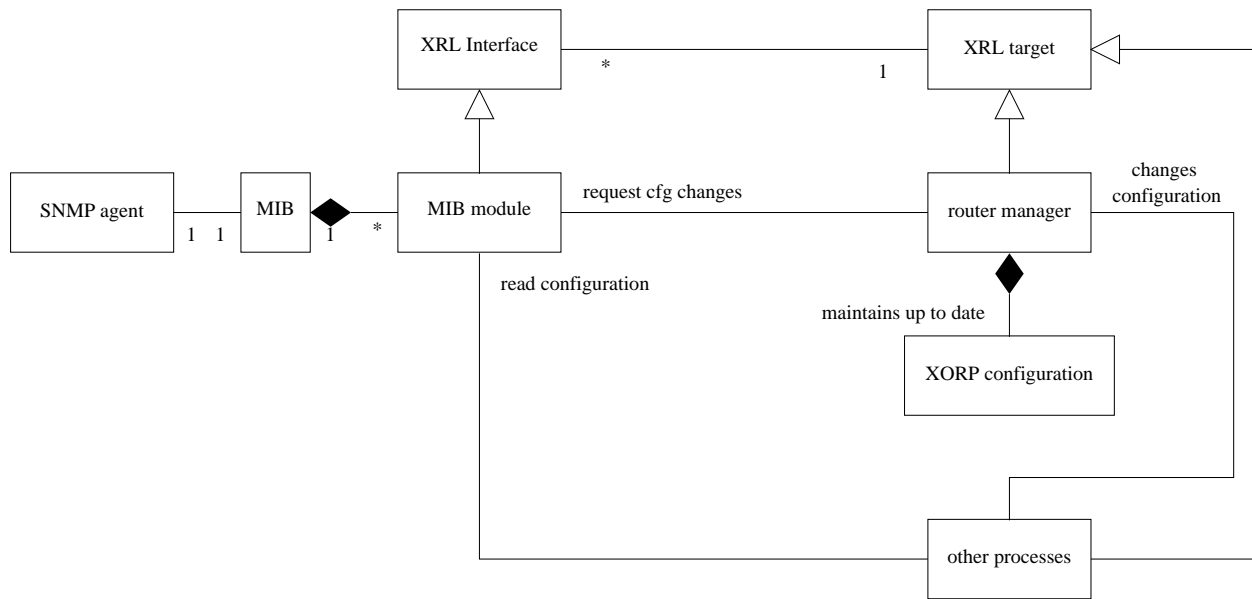 XRL Interface
XRL target
*
1
changes
configuration
SNMP agent
MIB
MIB module
request cfg changes
router manager
1
1
1
*
read configuration
maintains up to date
XORP configuration
other processes